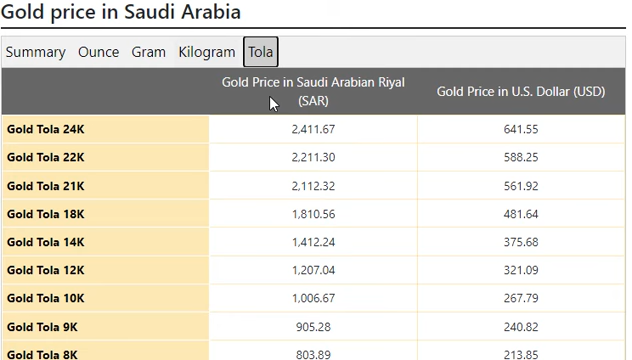 Gold price in Saudi Arabia
Summary Ounce Gram Kilogram Tola
Gold Price in Saudi Arabian Riyal (SAR) Gold Price in U.S. Dollar (USD)
Gold Tola 24K 2,411.67 641.55
Gold Tola 22K 2,211.30 588.25
Gold Tola 21K 2,112.32 561.92
Gold Tola 18K 1,810.56 481.64
Gold Tola 14K 1,412.24 375.68
Gold Tola 12K 1,207.04 321.09
Gold Tola 10K 1,006.67 267.79
Gold Tola 9K 905.28 240.82
Gold Tola 8K 803.89 213.85